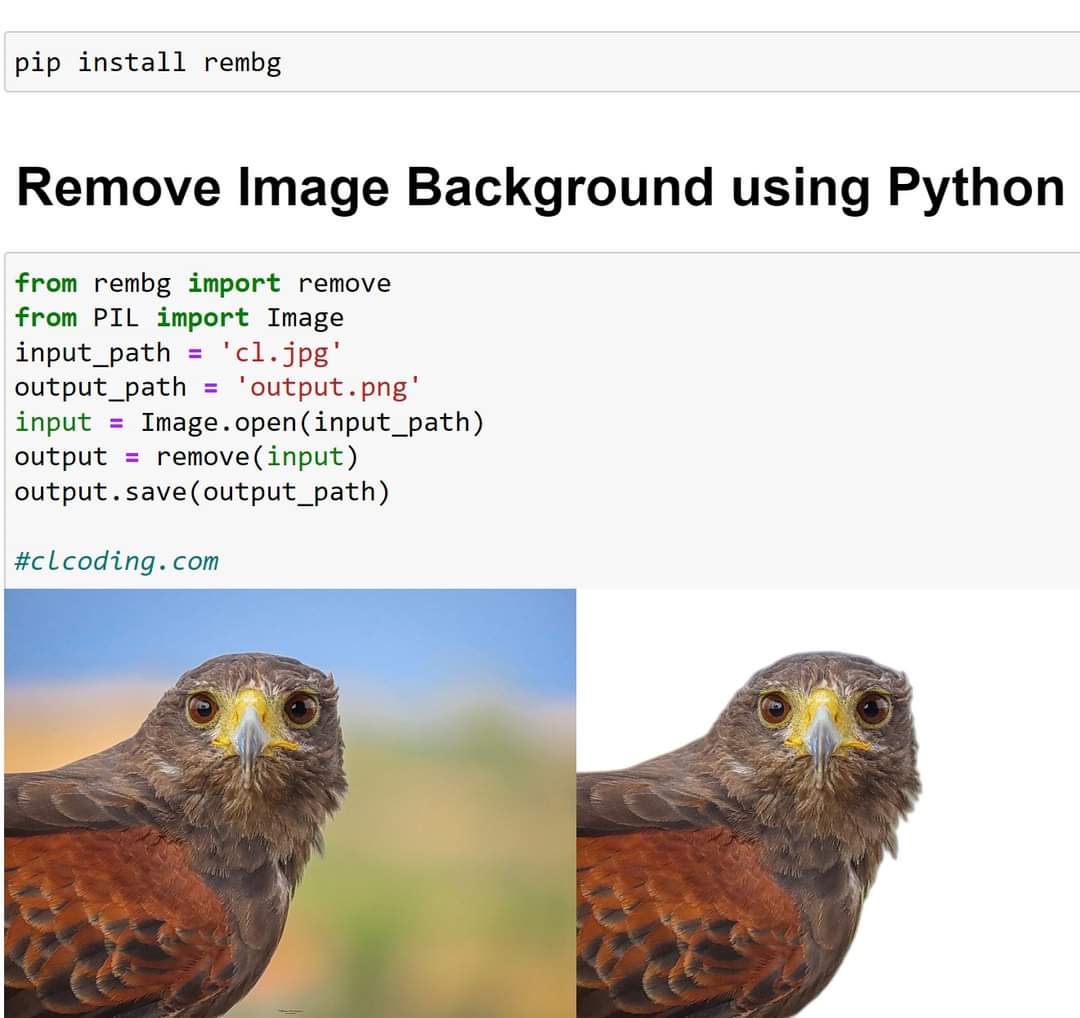 pip install rembg
Remove Image Background using Python
from rembg import remove
from PIL import Image
input_path = 'cl.jpg'
output_path = 'output.png'
input = Image.open(input_path)
output = remove(input)
output.save(output_path)
#clcoding.com